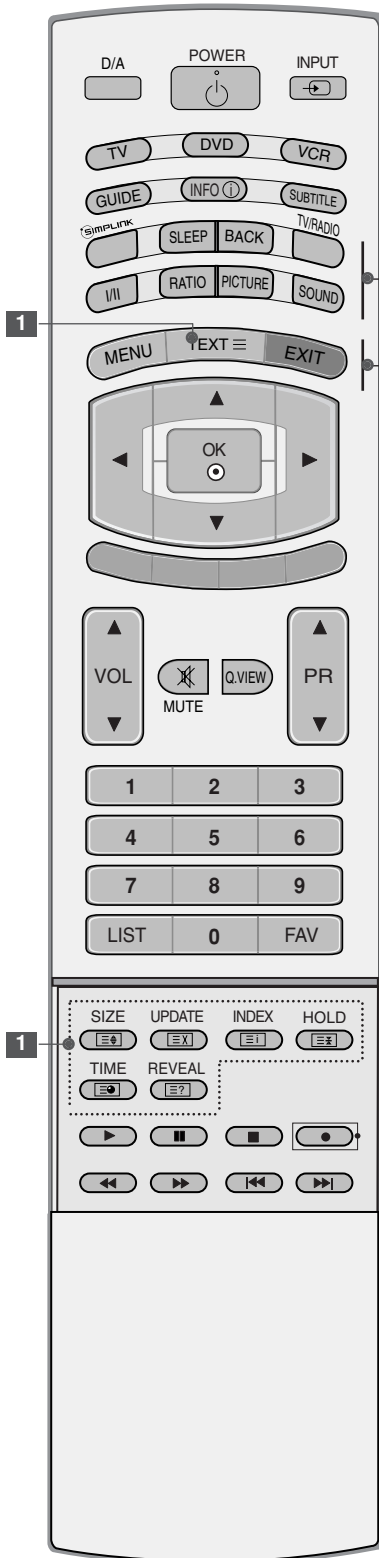 D/A POWER INPUT
TV DVD VCR
GUIDE INFO i SUBTITLE
SIMPLINK SLEEP BACK TV/RADIO
I/II RATIO PICTURE SOUND
1
MENU TEXT EXIT
OK
VOL PR
MUTE Q.VIEW
1 2 3
4 5 6
7 8 9
LIST 0 FAV
SIZE UPDATE INDEX HOLD
1
TIME REVEAL